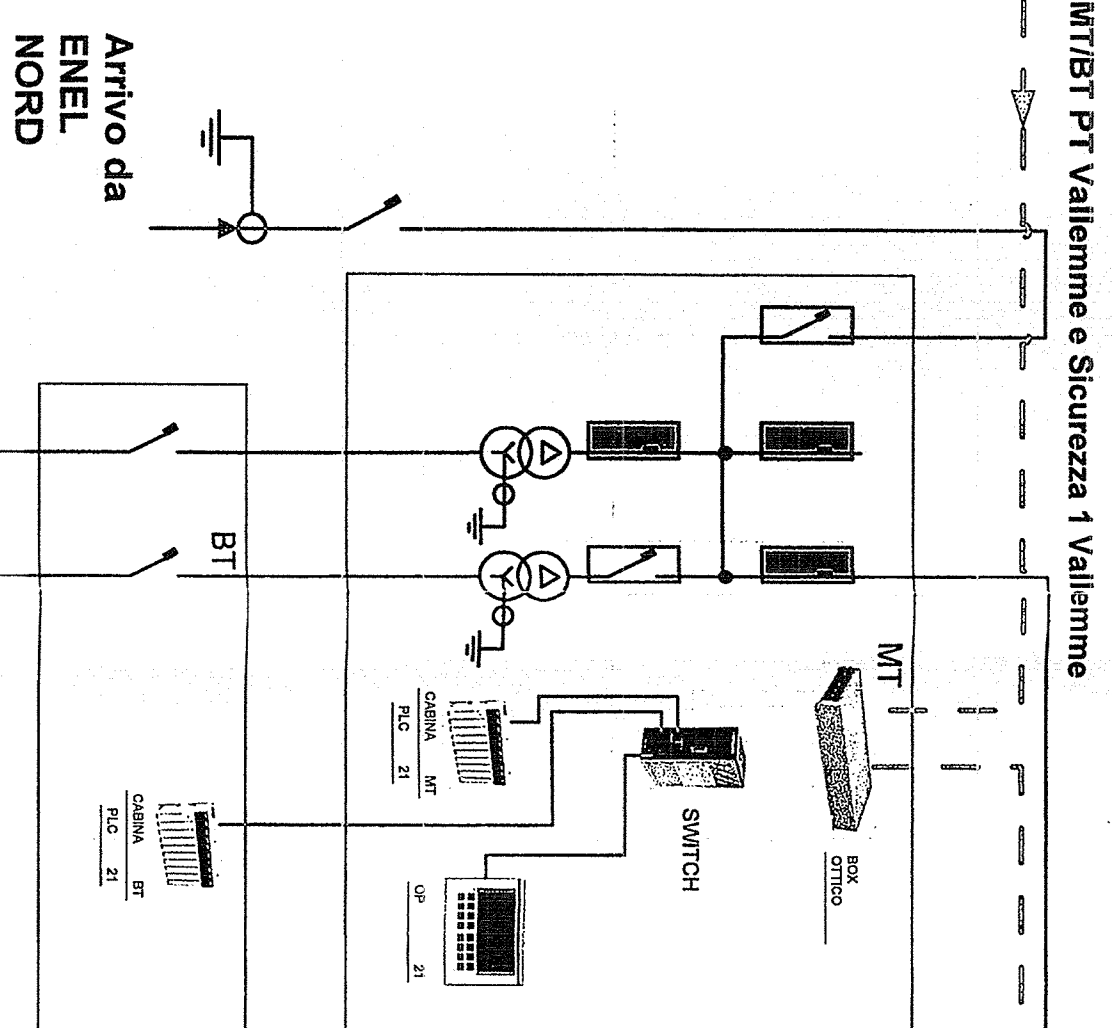 MT/BT PT Vallemme e Sicurezza 1 Vallemme
Arrivo da
ENEL
NORD
MT
BOX
OTTICO
SWITCH
CABINA MT
PLC 21
OP 21
BT
CABINA BT
PLC 21